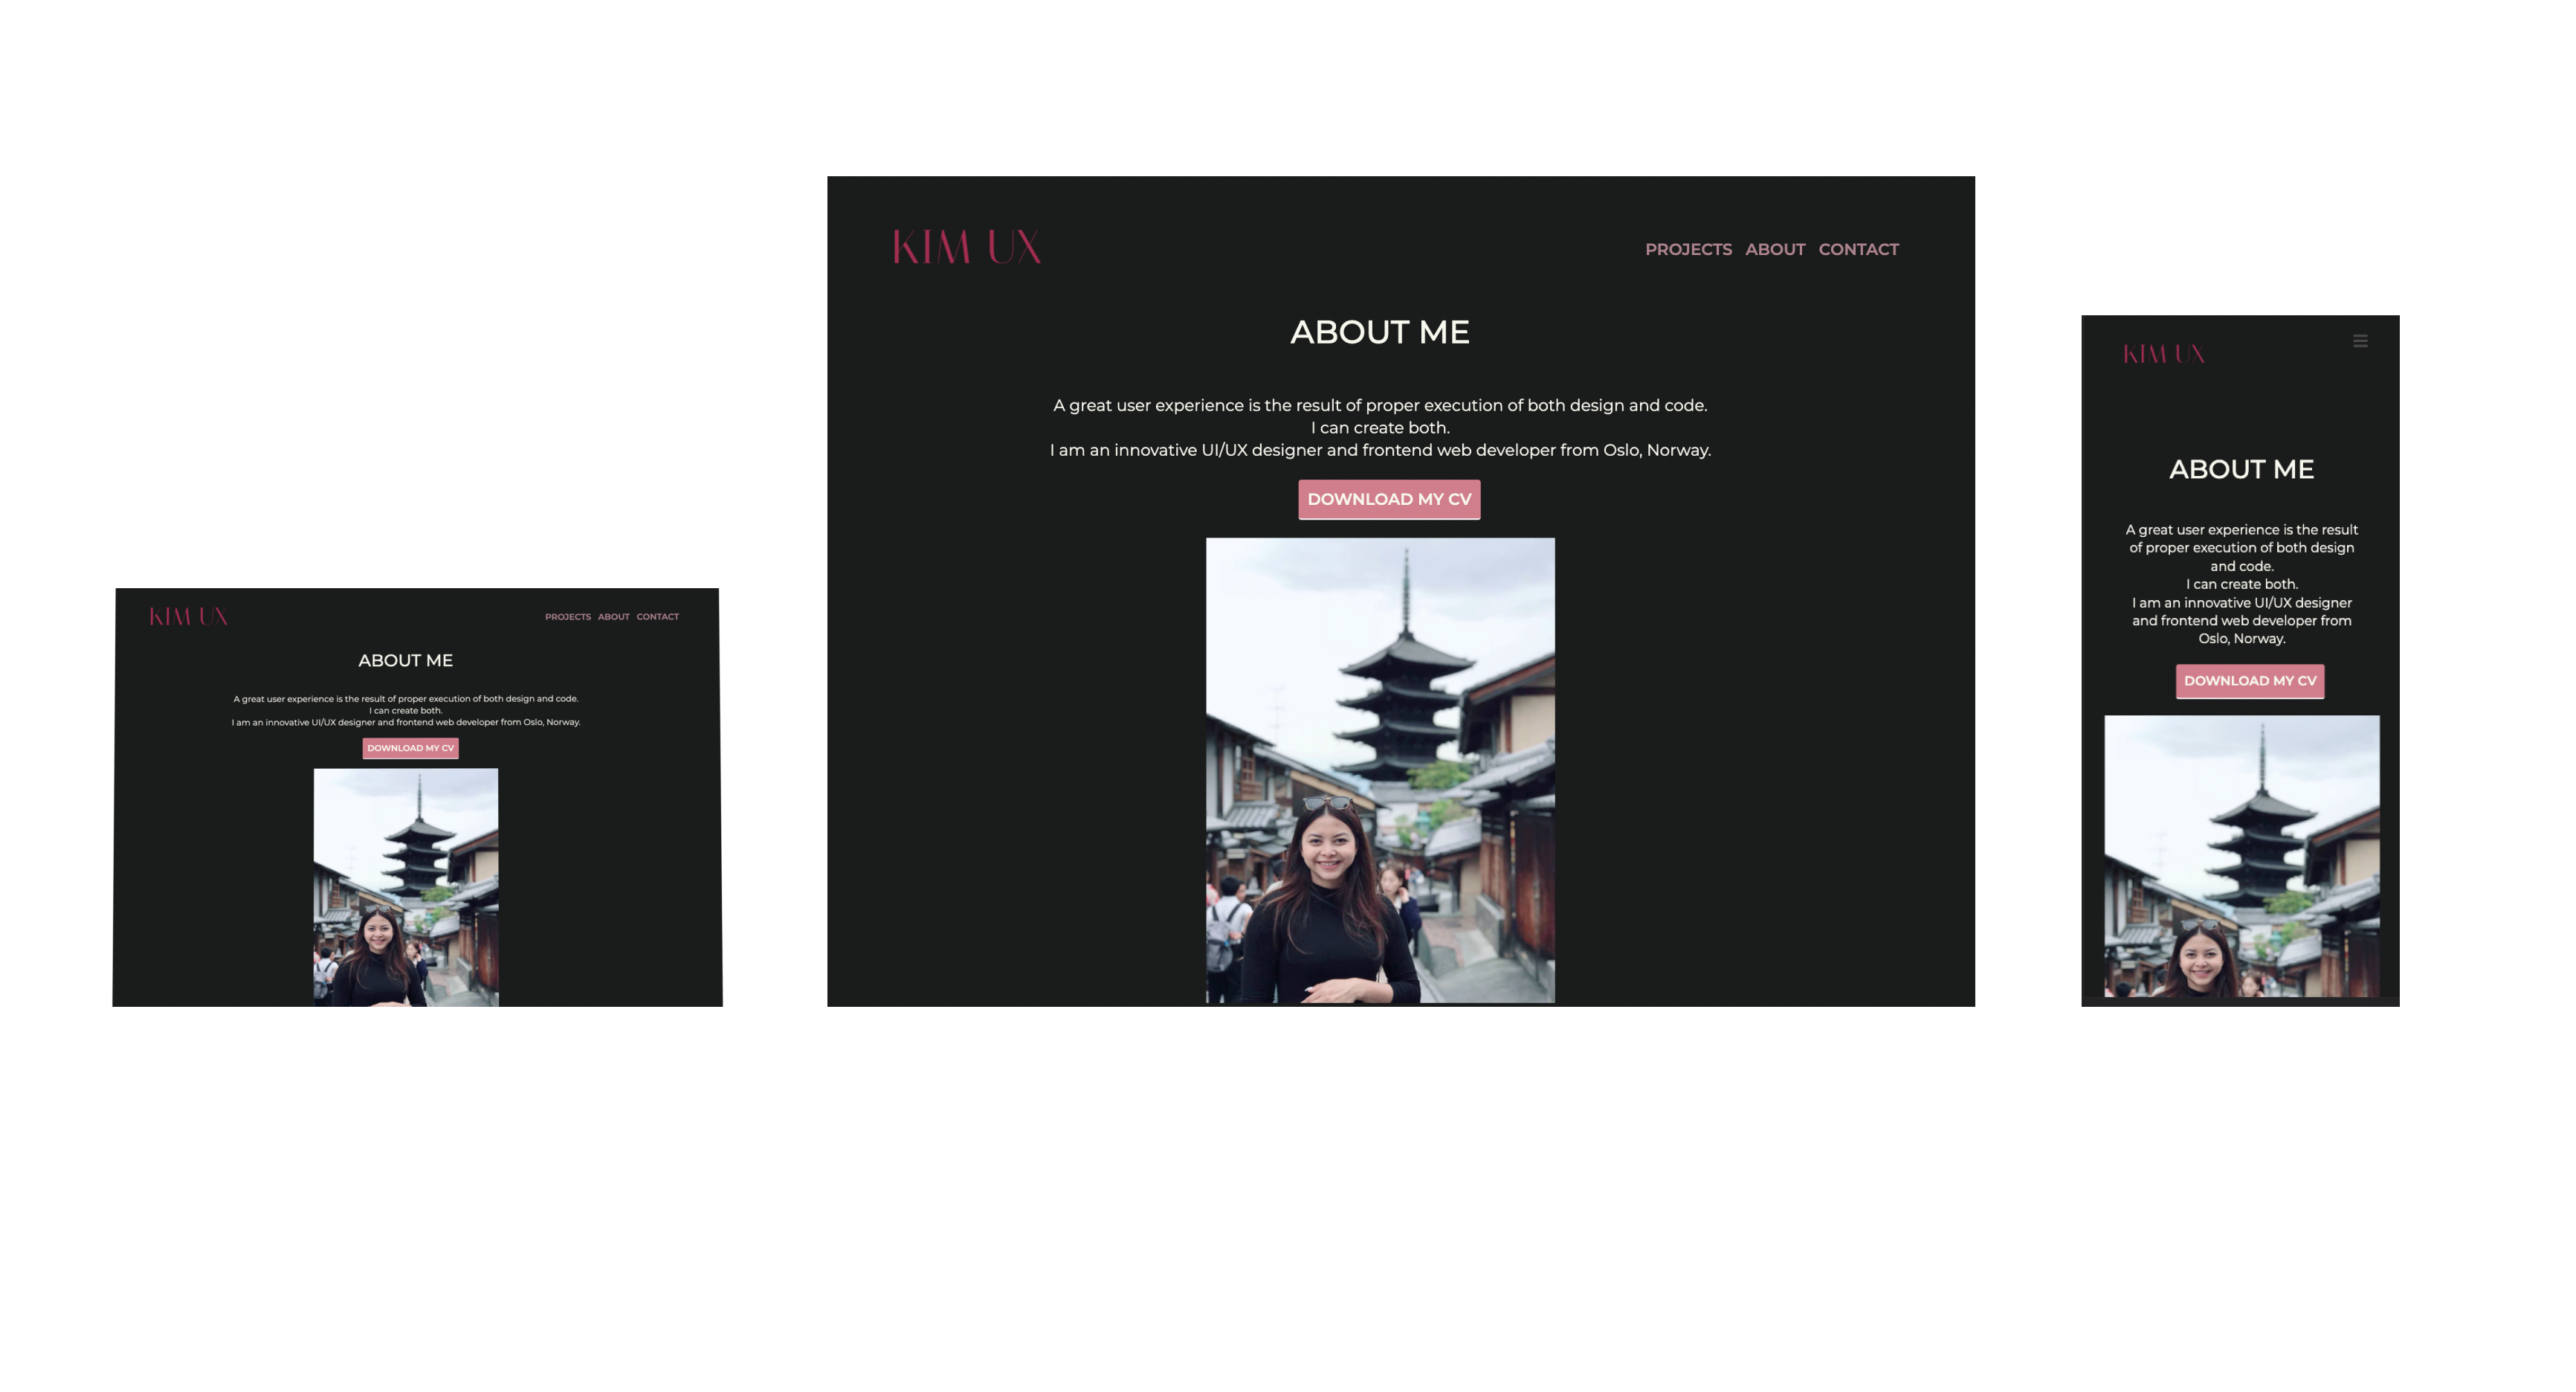 KIM UX
PROJECTS ABOUT CONTACT
ABOUT ME
A great user experience is the result of proper execution of both design and code.
I can create both.
I am an innovative UI/UX designer and frontend web developer from Oslo, Norway.
DOWNLOAD MY CV
KIM UX
PROJECTS ABOUT CONTACT
ABOUT ME
A great user experience is the result of proper execution of both design and code.
I can create both.
I am an innovative UI/UX designer and frontend web developer from Oslo, Norway.
DOWNLOAD MY CV
KIM UX
ABOUT ME
A great user experience is the result
of proper execution of both design
and code.
I can create both.
I am an innovative UI/UX designer
and frontend web developer from
Oslo, Norway.
DOWNLOAD MY CV